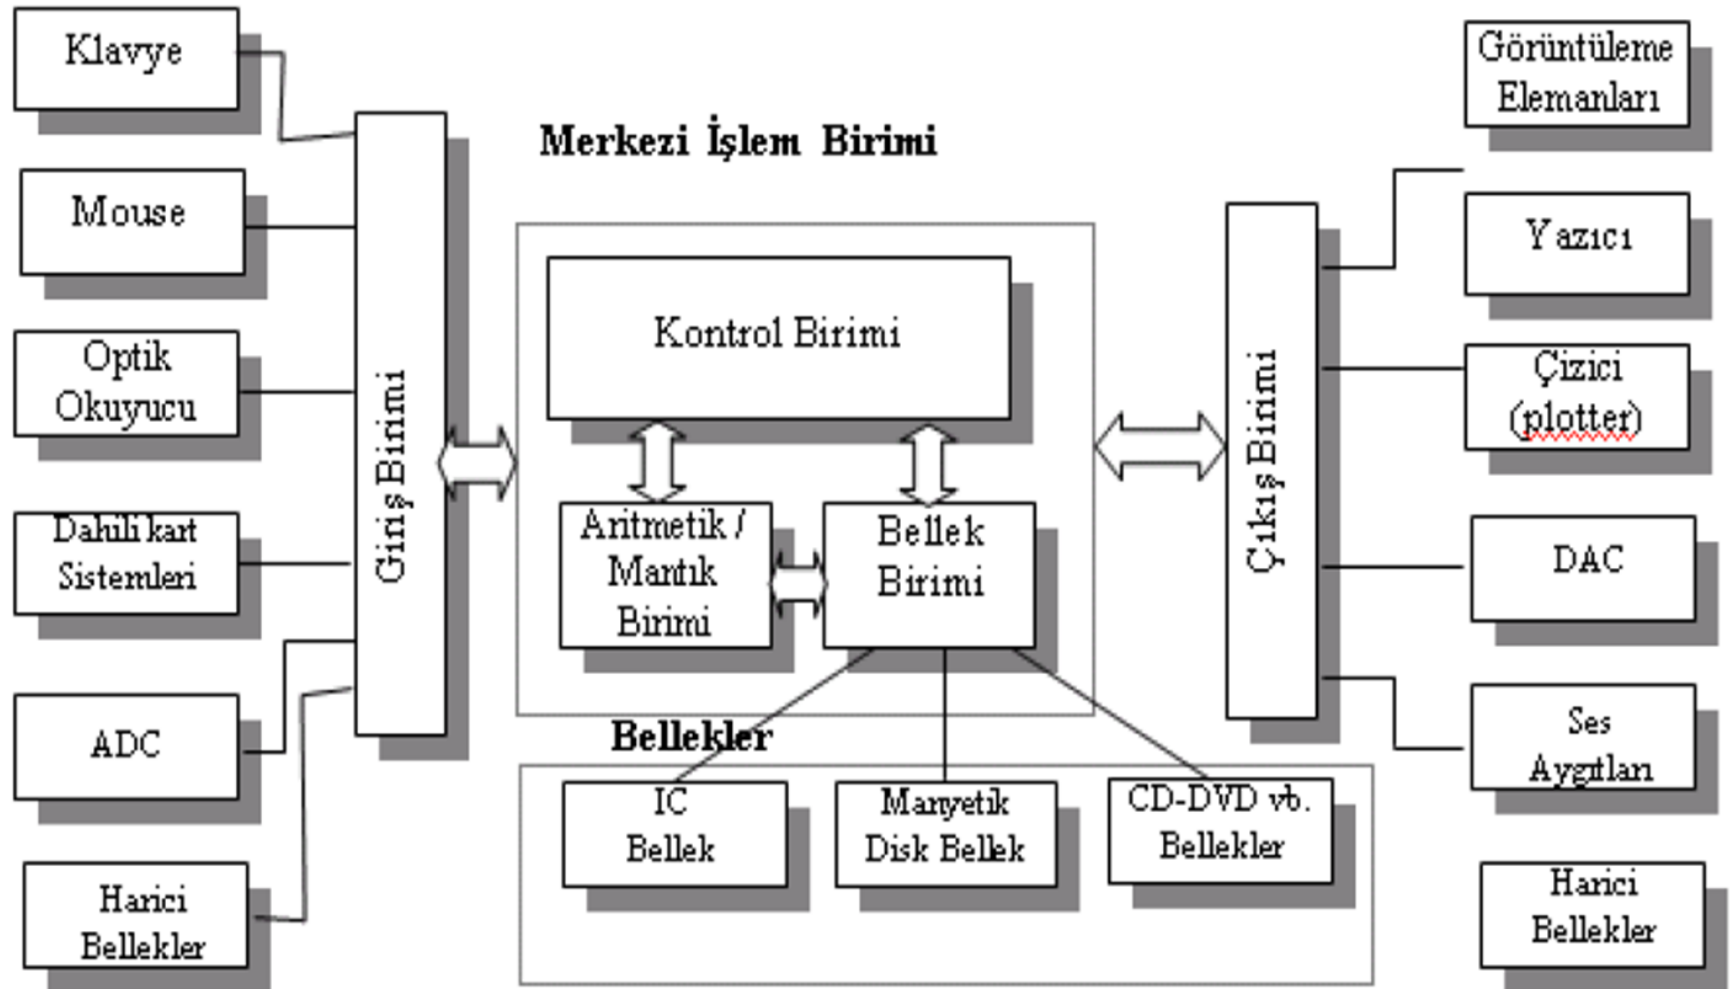 Klavye
Mouse
Optik
Okuyucu
Dahili kart
Sistemleri
ADC
Harici
Bellekler
Giriş Birimi
Merkezi İşlem Birimi
Kontrol Birimi
Aritmetik /
Mantık
Birimi
Bellek
Birimi
Bellekler
IC
Bellek
Manyetik
Disk Bellek
CD-DVD vb.
Bellekler
Çıkış Birimi
Görüntüleme
Elemanları
Yazıcı
Çizici
(plotter)
DAC
Ses
Aygıtları
Harici
Bellekler